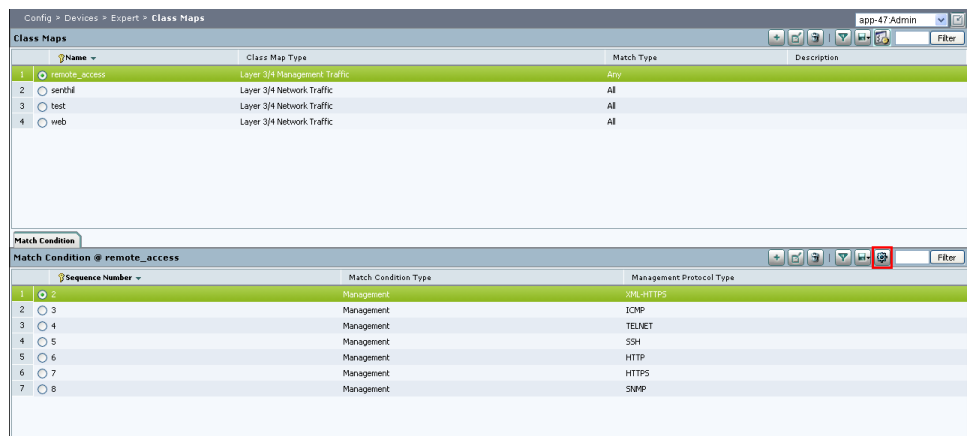 Config > Devices > Expert > Class Maps
app-47:Admin
Class Maps
Filter
Name Class Map Type Match Type Description
1 remote_access Layer 3/4 Management Traffic Any
2 senthil Layer 3/4 Network Traffic All
3 test Layer 3/4 Network Traffic All
4 web Layer 3/4 Network Traffic All
Match Condition
Match Condition @ remote_access
Filter
Sequence Number Match Condition Type Management Protocol Type
1 2 Management XML-HTTPS
2 3 Management ICMP
3 4 Management TELNET
4 5 Management SSH
5 6 Management HTTP
6 7 Management HTTPS
7 8 Management SNMP